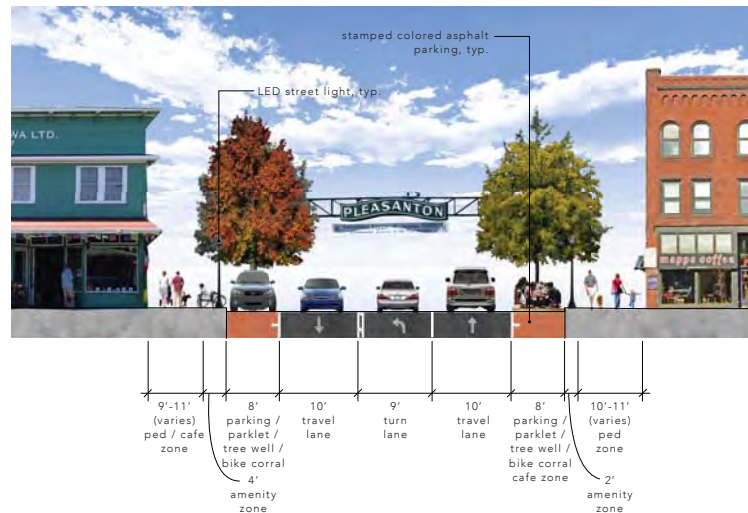 stamped colored asphalt
parking, typ.
LED street light, typ.
WA LTD.
PLEASANTON
mappa coffee
9'-11'
(varies)
ped / cafe
zone
4'
amenity
zone
8'
parking /
parklet /
tree well /
bike corral
10'
travel
lane
9'
turn
lane
10'
travel
lane
8'
parking /
parklet /
tree well /
bike corral
cafe zone
2'
amenity
zone
10'-11'
(varies)
ped
zone